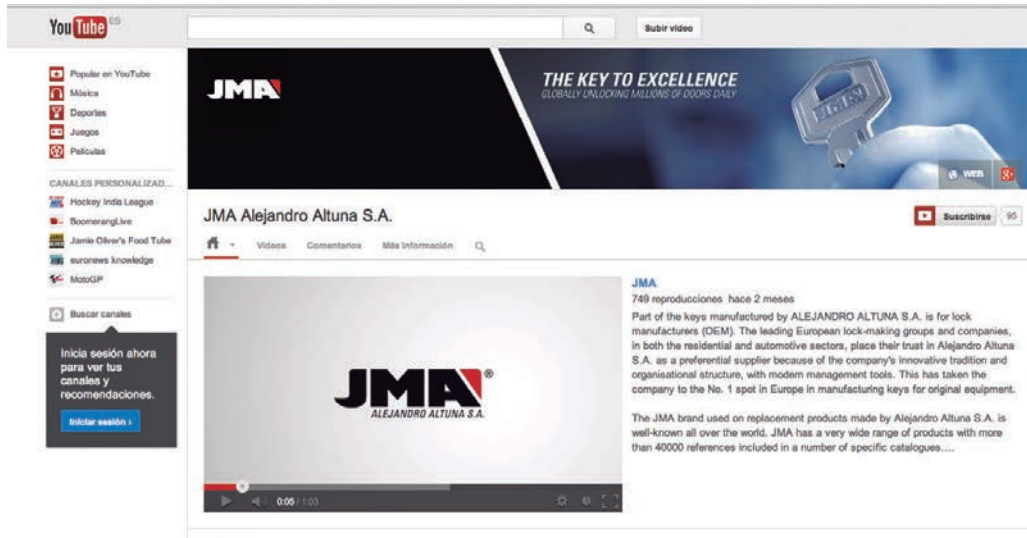 YouTube ES
Subir vídeo
Popular en YouTube
Música
Deportes
Juegos
Películas
CANALES PERSONALIZAD...
Hockey India League
BoomerangLive
Jamie Oliver's Food Tube
euronews knowledge
MotoGP
Buscar canales
Inicia sesión ahora
para ver tus
canales y
recomendaciones.
Iniciar sesión ›
JMA
THE KEY TO EXCELLENCE
GLOBALLY UNLOCKING MILLIONS OF DOORS DAILY
JMA
WEB
JMA Alejandro Altuna S.A.
Suscribirse 95
Vídeos Comentarios Más información
JMA®
ALEJANDRO ALTUNA S.A.
0:05 / 1:03
JMA
749 reproducciones hace 2 meses
Part of the keys manufactured by ALEJANDRO ALTUNA S.A. is for lock
manufacturers (OEM). The leading European lock-making groups and companies,
in both the residential and automotive sectors, place their trust in Alejandro Altuna
S.A. as a preferential supplier because of the company's innovative tradition and
organisational structure, with modern management tools. This has taken the
company to the No. 1 spot in Europe in manufacturing keys for original equipment.
The JMA brand used on replacement products made by Alejandro Altuna S.A. is
well-known all over the world. JMA has a very wide range of products with more
than 40000 references included in a number of specific catalogues....